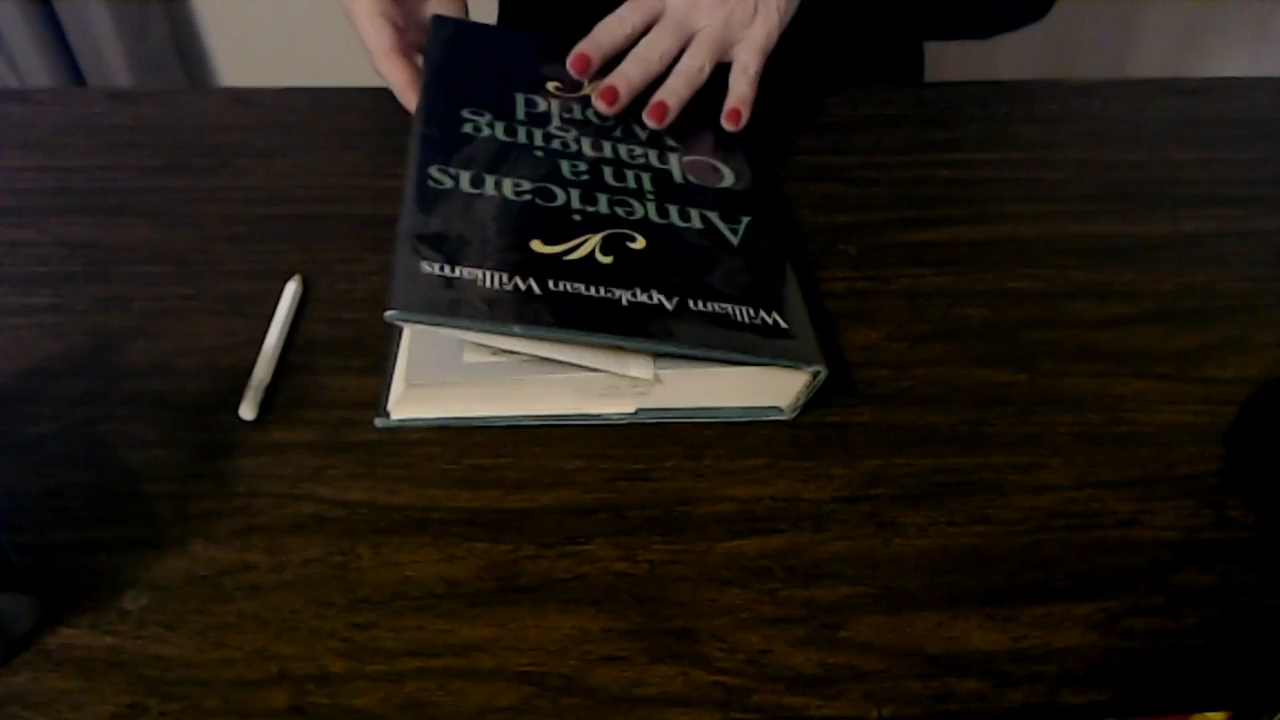 William Appleman Williams
Americans
in a
Changing
World